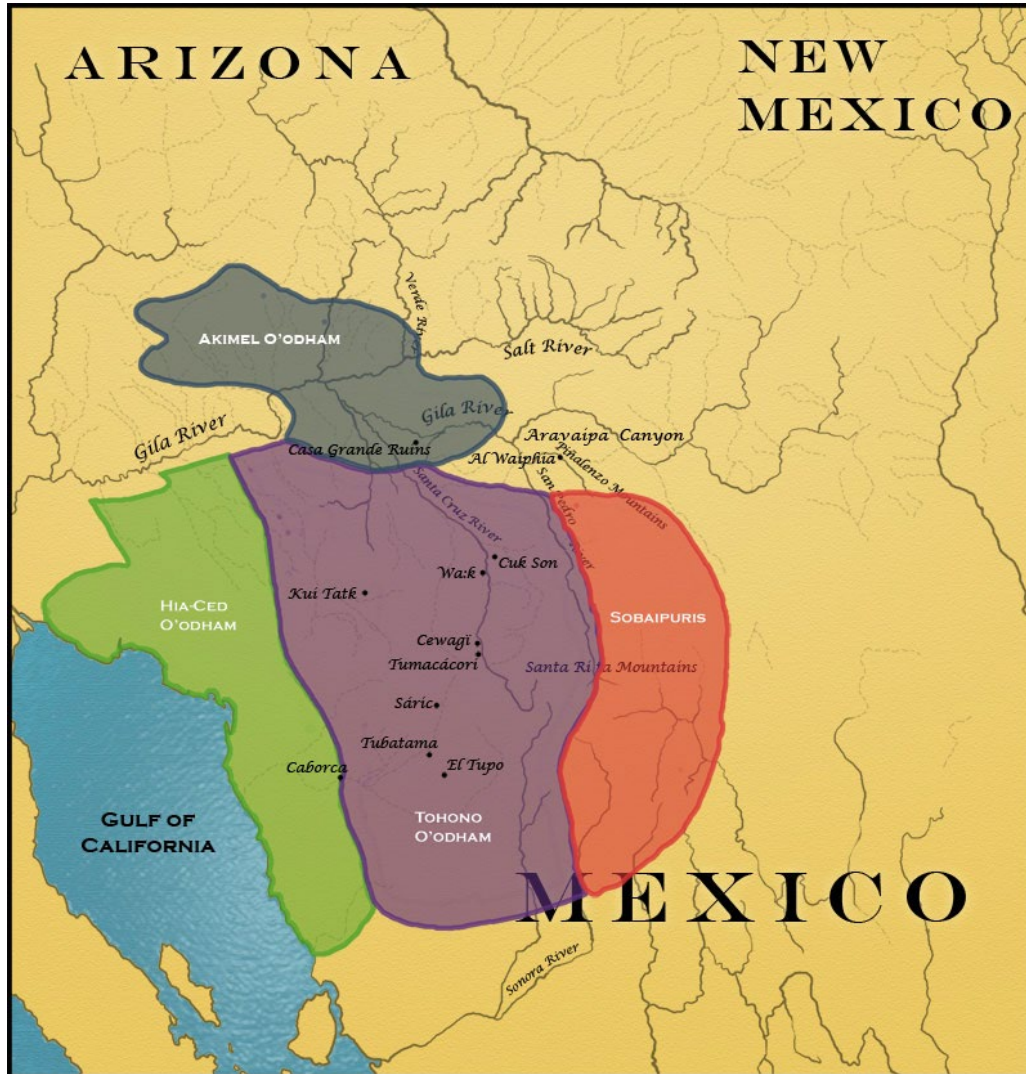 ARIZONA
NEW
MEXICO
Verde Riv
AKIMEL O'ODHAM
Salt River
Gila River
Gila River
Aravaipa Canyon
Casa Grande Ruins
Al Waiphia
Piñalenzo Mountains
San Pedro River
Santa Cruz River
Cuk Son
Wa:k
Kui Tatk
HIA-CED
O'ODHAM
SOBAIPURIS
Cewagï
Tumacácori
Santa Rita Mountains
Sáric
Tubatama
El Tupo
Caborca
GULF OF
CALIFORNIA
TOHONO
O'ODHAM
MEXICO
Sonora River